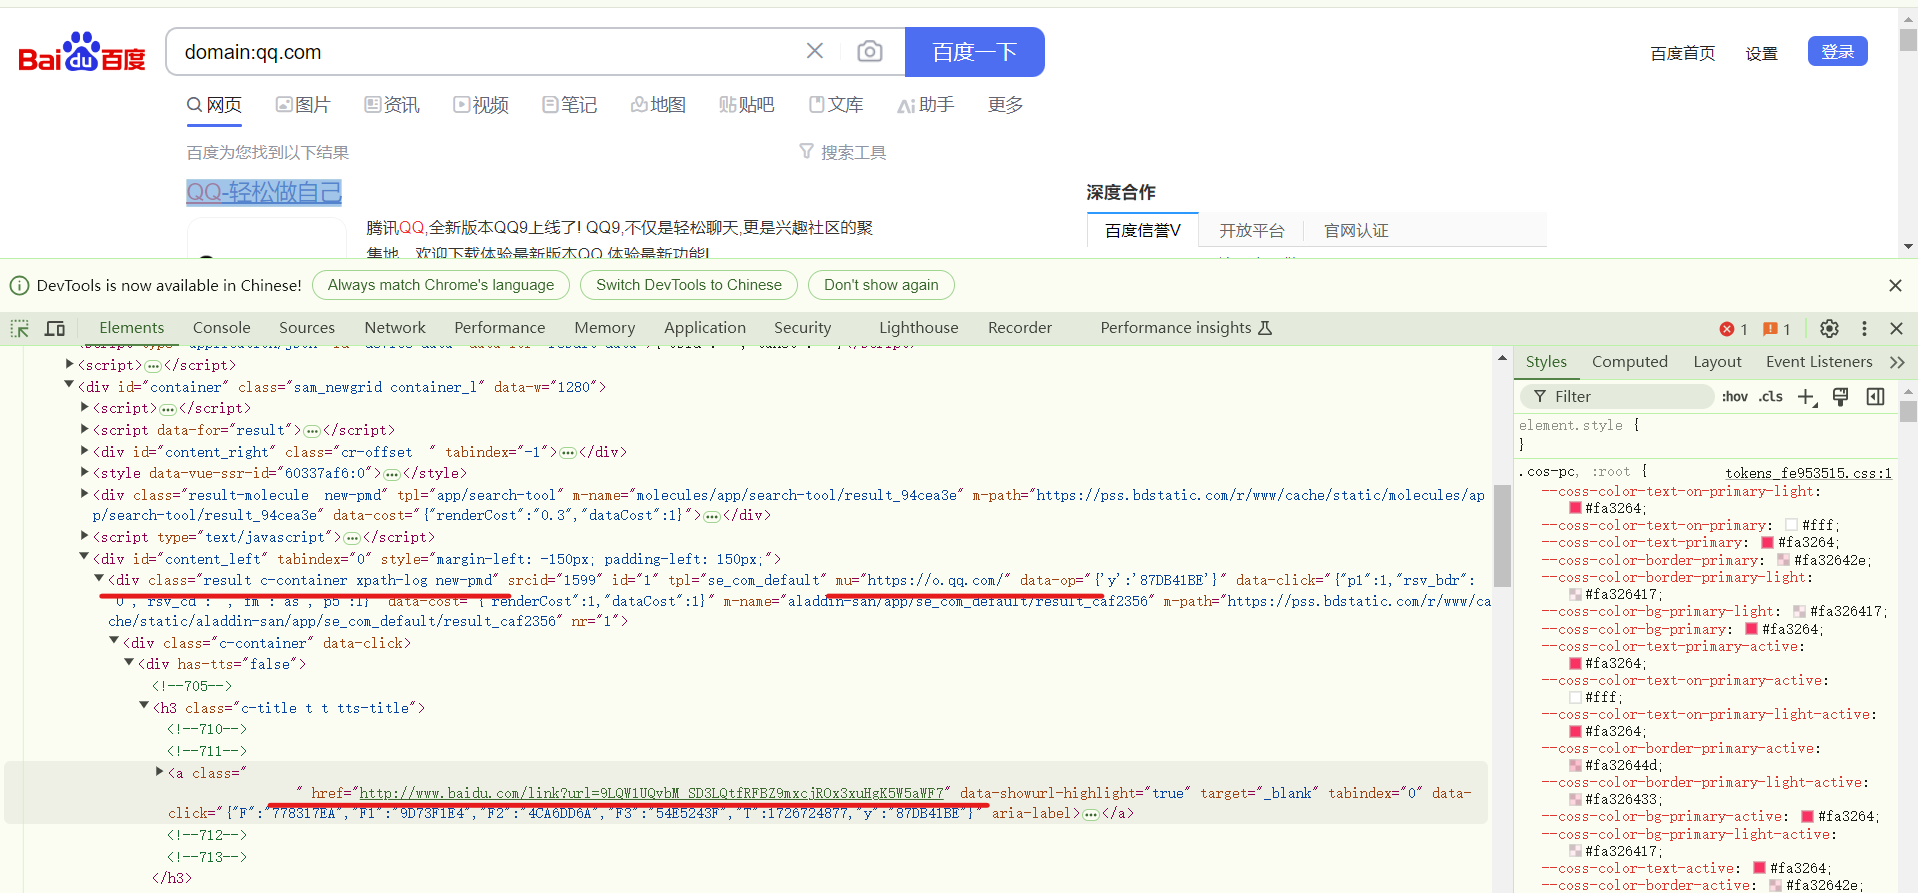 Bai du 百度
domain:qq.com
百度一下
百度首页
设置
登录
网页
图片
资讯
视频
笔记
地图
贴吧
文库
助手
更多
百度为您找到以下结果
搜索工具
QQ-轻松做自己
腾讯QQ,全新版本QQ9上线了! QQ9,不仅是轻松聊天,更是兴趣社区的聚
集地。欢迎下载体验最新版本QQ,体验最新功能!
深度合作
百度信誉V
开放平台
官网认证
DevTools is now available in Chinese!
Always match Chrome's language
Switch DevTools to Chinese
Don't show again
Elements
Console
Sources
Network
Performance
Memory
Application
Security
Lighthouse
Recorder
Performance insights
1
1
<script>…</script>
<div id="container" class="sam_newgrid container_l" data-w="1280">
<script>…</script>
<script data-for="result">…</script>
<div id="content_right" class="cr-offset  " tabindex="-1">…</div>
<style data-vue-ssr-id="60337af6:0">…</style>
<div class="result-molecule  new-pmd" tpl="app/search-tool" m-name="molecules/app/search-tool/result_94cea3e" m-path="https://pss.bdstatic.com/r/www/cache/static/molecules/ap
p/search-tool/result_94cea3e" data-cost="{"renderCost":"0.3","dataCost":1}">…</div>
<script type="text/javascript">…</script>
<div id="content_left" tabindex="0" style="margin-left: -150px; padding-left: 150px;">
<div class="result c-container xpath-log new-pmd" srcid="1599" id="1" tpl="se_com_default" mu="https://o.qq.com/" data-op="{'y':'87DB41BE'}" data-click="{"p1":1,"rsv_bdr":
"0","rsv_cd":"","fm":"as","p5":1}" data-cost="{"renderCost":1,"dataCost":1}" m-name="aladdin-san/app/se_com_default/result_caf2356" m-path="https://pss.bdstatic.com/r/www/ca
che/static/aladdin-san/app/se_com_default/result_caf2356" nr="1">
<div class="c-container" data-click>
<div has-tts="false">
<!--705-->
<h3 class="c-title t t tts-title">
<!--710-->
<!--711-->
<a class="
" href="http://www.baidu.com/link?url=9LQW1UQvbM_SD3LQtfRFBZ9mxcjROx3xuHgK5W5aWF7" data-showurl-highlight="true" target="_blank" tabindex="0" data-
click="{"F":"778317EA","F1":"9D73F1E4","F2":"4CA6DD6A","F3":"54E5243F","T":1726724877,"y":"87DB41BE"}" aria-label>…</a>
<!--712-->
<!--713-->
</h3>
Styles
Computed
Layout
Event Listeners
Filter
:hov
.cls
element.style {
}
.cos-pc, :root {
tokens_fe953515.css:1
--coss-color-text-on-primary-light:
#fa3264;
--coss-color-text-on-primary: #fff;
--coss-color-text-primary: #fa3264;
--coss-color-border-primary: #fa32642e;
--coss-color-border-primary-light:
#fa326417;
--coss-color-bg-primary-light: #fa326417;
--coss-color-bg-primary: #fa3264;
--coss-color-text-primary-active:
#fa3264;
--coss-color-text-on-primary-active:
#fff;
--coss-color-text-on-primary-light-active:
#fa3264;
--coss-color-border-primary-active:
#fa32644d;
--coss-color-border-primary-light-active:
#fa326433;
--coss-color-bg-primary-active: #fa3264;
--coss-color-bg-primary-light-active:
#fa326417;
--coss-color-text-active: #fa3264;
--coss-color-border-active: #fa32642e;